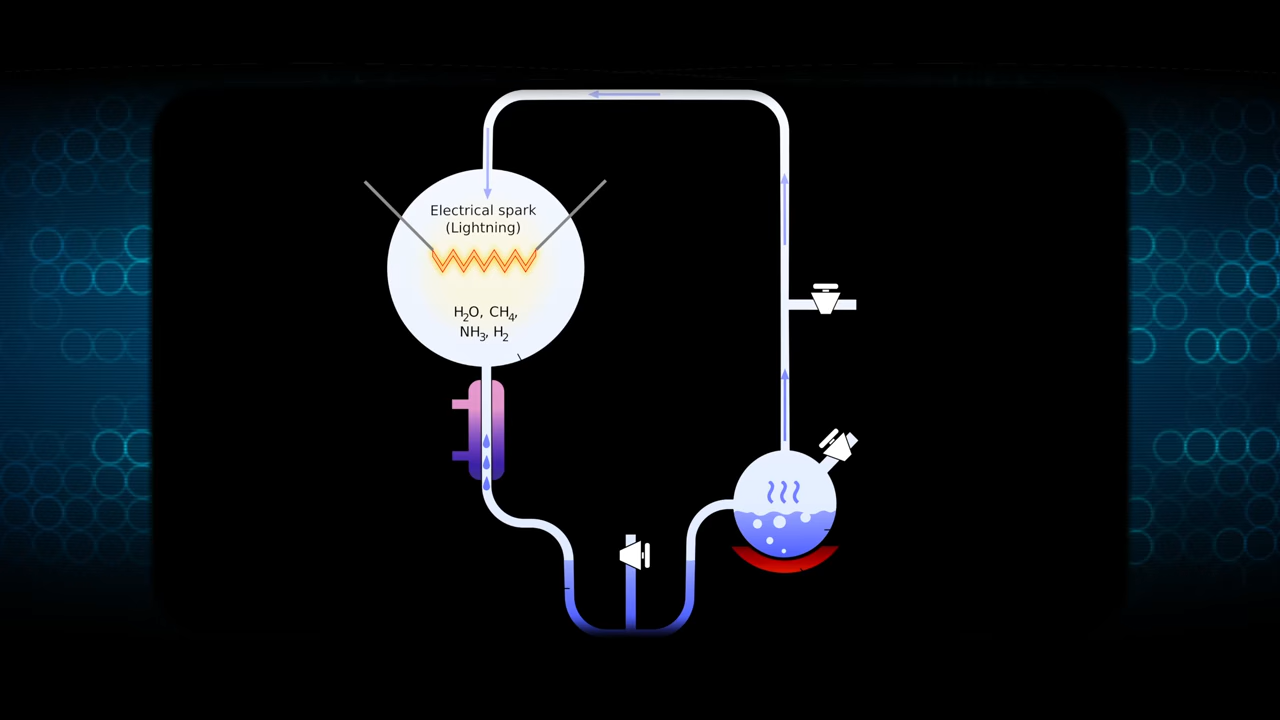 Electrical spark
(Lightning)
H₂O, CH₄,
NH₃, H₂